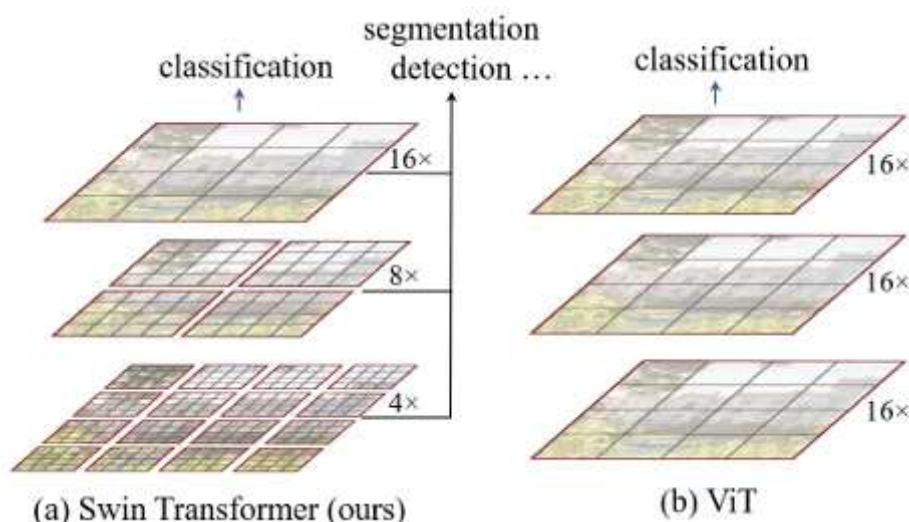 segmentation
classification
detection ...
16×
8×
4×
(a) Swin Transformer (ours)
classification
16×
16×
16×
(b) ViT